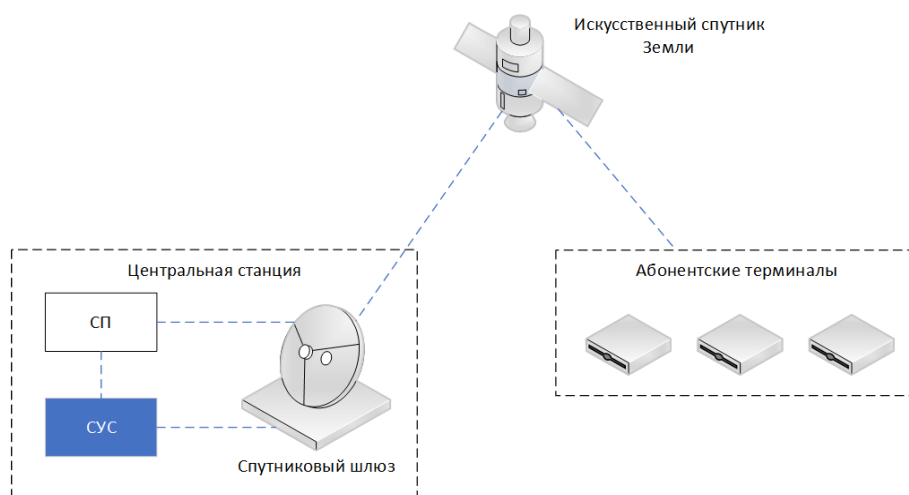 Искусственный спутник
Земли
Центральная станция
СП
СУС
Спутниковый шлюз
Абонентские терминалы